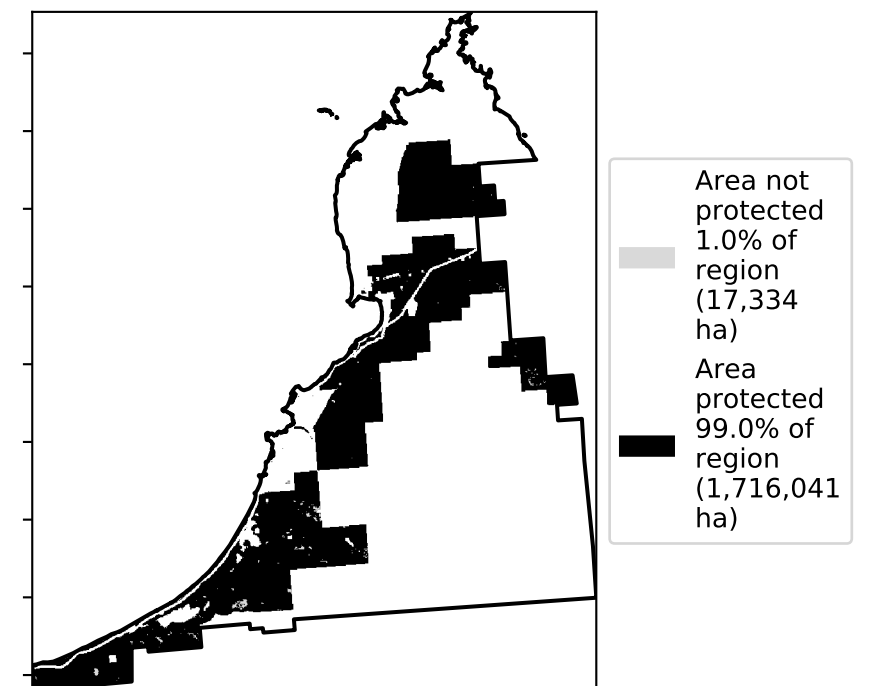 Area not
protected
1.0% of
region
(17,334
ha)
Area
protected
99.0% of
region
(1,716,041
ha)